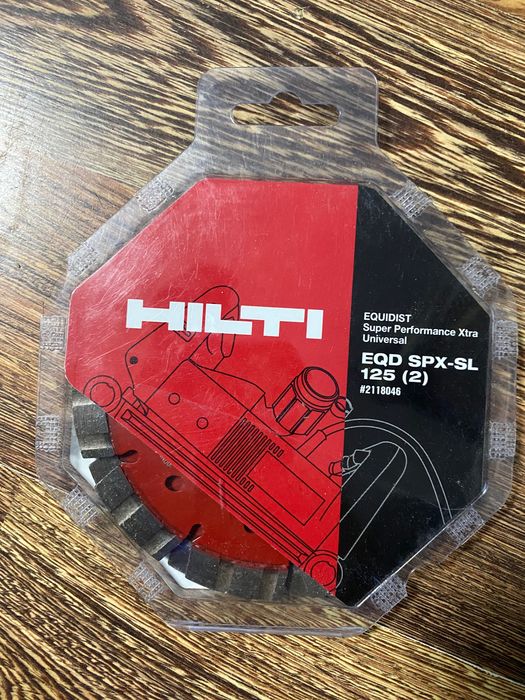 HILTI
EQUIDIST
Super Performance Xtra
Universal
EQD SPX-SL
125 (2)
#2118046